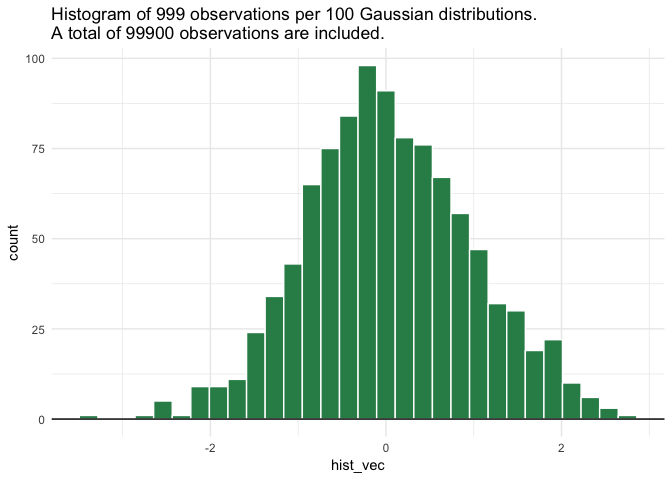 Histogram of 999 observations per 100 Gaussian distributions.
A total of 99900 observations are included.
100
75
50
25
0
count
-2
0
2
hist_vec